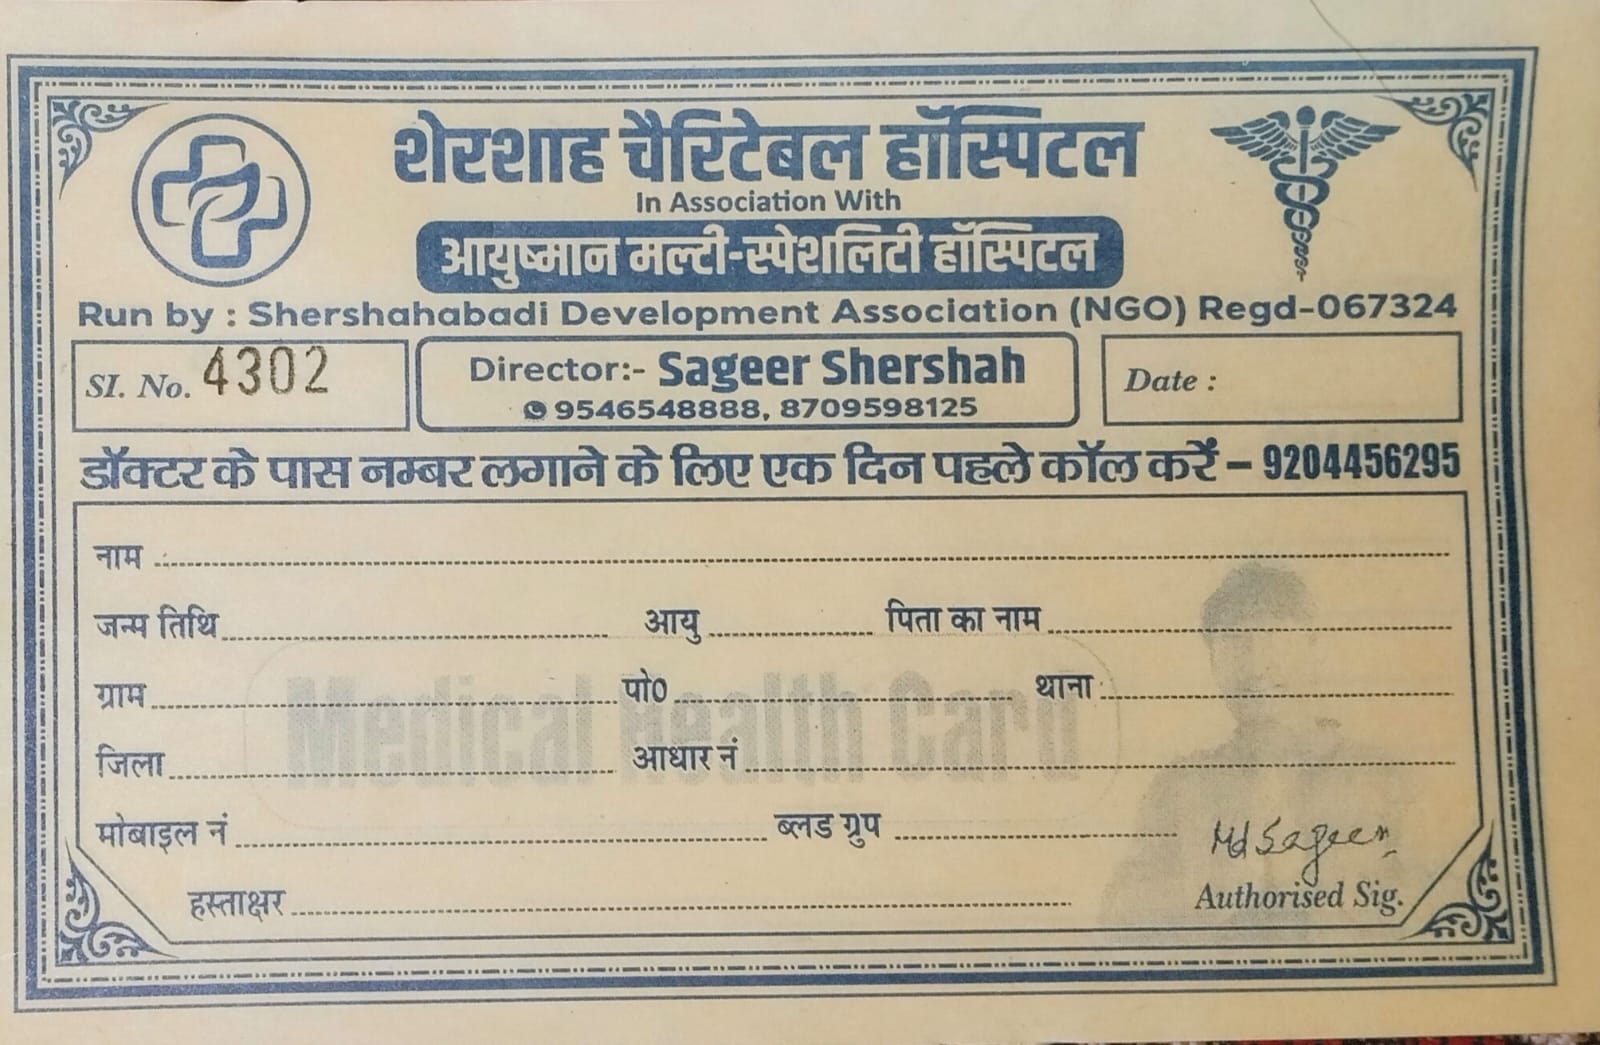 शेरशाह चैरिटेबल हॉस्पिटल
In Association With
आयुष्मान मल्टी-स्पेशलिटी हॉस्पिटल
Run by : Shershahabadi Development Association (NGO) Regd-067324
SI. No. 4302
Director:- Sageer Shershah
9546548888, 8709598125
Date :
डॉक्टर के पास नम्बर लगाने के लिए एक दिन पहले कॉल करें – 9204456295
नाम
जन्म तिथि आयु पिता का नाम
ग्राम पो0 थाना
Medical Health Card
जिला आधार नं
मोबाइल नं ब्लड ग्रुप
Md Sageer
हस्ताक्षर Authorised Sig.